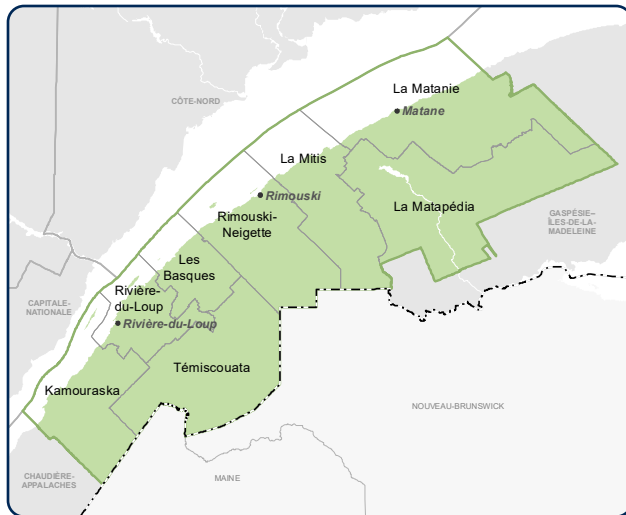 La Matanie
CÔTE-NORD
Matane
La Mitis
Rimouski
La Matapédia
Rimouski-
Neigette
GASPÉSIE–
ÎLES-DE-LA-
MADELEINE
Les
Basques
Rivière-
du-Loup
CAPITALE-
NATIONALE
Rivière-du-Loup
Témiscouata
Kamouraska
NOUVEAU-BRUNSWICK
CHAUDIÈRE-
APPALACHES
MAINE